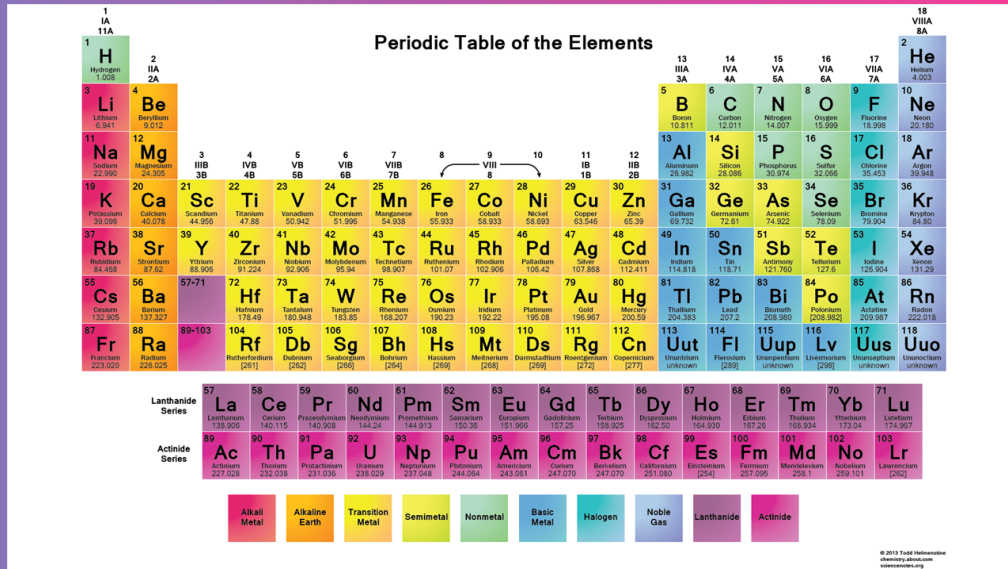 Periodic Table of the Elements
1
IA
11A
2
IIA
2A
3
IIIB
3B
4
IVB
4B
5
VB
5B
6
VIB
6B
7
VIIB
7B
8
9
10
VIII
8
11
IB
1B
12
IIB
2B
13
IIIA
3A
14
IVA
4A
15
VA
5A
16
VIA
6A
17
VIIA
7A
18
VIIIA
8A
1 H Hydrogen 1.008
2 He Helium 4.003
3 Li Lithium 6.941
4 Be Beryllium 9.012
5 B Boron 10.811
6 C Carbon 12.011
7 N Nitrogen 14.007
8 O Oxygen 15.999
9 F Fluorine 18.998
10 Ne Neon 20.180
11 Na Sodium 22.990
12 Mg Magnesium 24.305
13 Al Aluminum 26.982
14 Si Silicon 28.086
15 P Phosphorus 30.974
16 S Sulfur 32.066
17 Cl Chlorine 35.453
18 Ar Argon 39.948
19 K Potassium 39.098
20 Ca Calcium 40.078
21 Sc Scandium 44.956
22 Ti Titanium 47.88
23 V Vanadium 50.942
24 Cr Chromium 51.996
25 Mn Manganese 54.938
26 Fe Iron 55.933
27 Co Cobalt 58.933
28 Ni Nickel 58.693
29 Cu Copper 63.546
30 Zn Zinc 65.39
31 Ga Gallium 69.732
32 Ge Germanium 72.61
33 As Arsenic 74.922
34 Se Selenium 78.09
35 Br Bromine 79.904
36 Kr Krypton 84.80
37 Rb Rubidium 84.468
38 Sr Strontium 87.62
39 Y Yttrium 88.906
40 Zr Zirconium 91.224
41 Nb Niobium 92.906
42 Mo Molybdenum 95.94
43 Tc Technetium 98.907
44 Ru Ruthenium 101.07
45 Rh Rhodium 102.906
46 Pd Palladium 106.42
47 Ag Silver 107.868
48 Cd Cadmium 112.411
49 In Indium 114.818
50 Sn Tin 118.71
51 Sb Antimony 121.760
52 Te Tellurium 127.6
53 I Iodine 126.904
54 Xe Xenon 131.29
55 Cs Cesium 132.905
56 Ba Barium 137.327
57-71
72 Hf Hafnium 178.49
73 Ta Tantalum 180.948
74 W Tungsten 183.85
75 Re Rhenium 168.207
76 Os Osmium 190.23
77 Ir Iridium 192.22
78 Pt Platinum 195.08
79 Au Gold 196.967
80 Hg Mercury 200.59
81 Tl Thallium 204.383
82 Pb Lead 207.2
83 Bi Bismuth 208.980
84 Po Polonium [208.982]
85 At Astatine 209.987
86 Rn Radon 222.018
87 Fr Francium 223.020
88 Ra Radium 226.025
89-103
104 Rf Rutherfordium [261]
105 Db Dubnium [262]
106 Sg Seaborgium [266]
107 Bh Bohrium [264]
108 Hs Hassium [269]
109 Mt Meitnerium [268]
110 Ds Darmstadtium [269]
111 Rg Roentgenium [272]
112 Cn Copernicium [277]
113 Uut Ununtrium unknown
114 Fl Flerovium [289]
115 Uup Ununpentium unknown
116 Lv Livermorium [298]
117 Uus Ununseptium unknown
118 Uuo Ununoctium unknown
Lanthanide
Series
57 La Lanthanum 138.906
58 Ce Cerium 140.115
59 Pr Praseodymium 140.908
60 Nd Neodymium 144.24
61 Pm Promethium 144.913
62 Sm Samarium 150.36
63 Eu Europium 151.966
64 Gd Gadolinium 157.25
65 Tb Terbium 158.925
66 Dy Dysprosium 162.50
67 Ho Holmium 164.930
68 Er Erbium 167.26
69 Tm Thulium 168.934
70 Yb Ytterbium 173.04
71 Lu Lutetium 174.967
Actinide
Series
89 Ac Actinium 227.028
90 Th Thorium 232.038
91 Pa Protactinium 231.036
92 U Uranium 238.029
93 Np Neptunium 237.048
94 Pu Plutonium 244.064
95 Am Americium 243.061
96 Cm Curium 247.070
97 Bk Berkelium 247.070
98 Cf Californium 251.080
99 Es Einsteinium [254]
100 Fm Fermium 257.095
101 Md Mendelevium 258.1
102 No Nobelium 259.101
103 Lr Lawrencium [262]
Alkali
Metal
Alkaline
Earth
Transition
Metal
Semimetal
Nonmetal
Basic
Metal
Halogen
Noble
Gas
Lanthanide
Actinide
© 2013 Todd Helmenstine
chemistry.about.com
sciencenotes.org